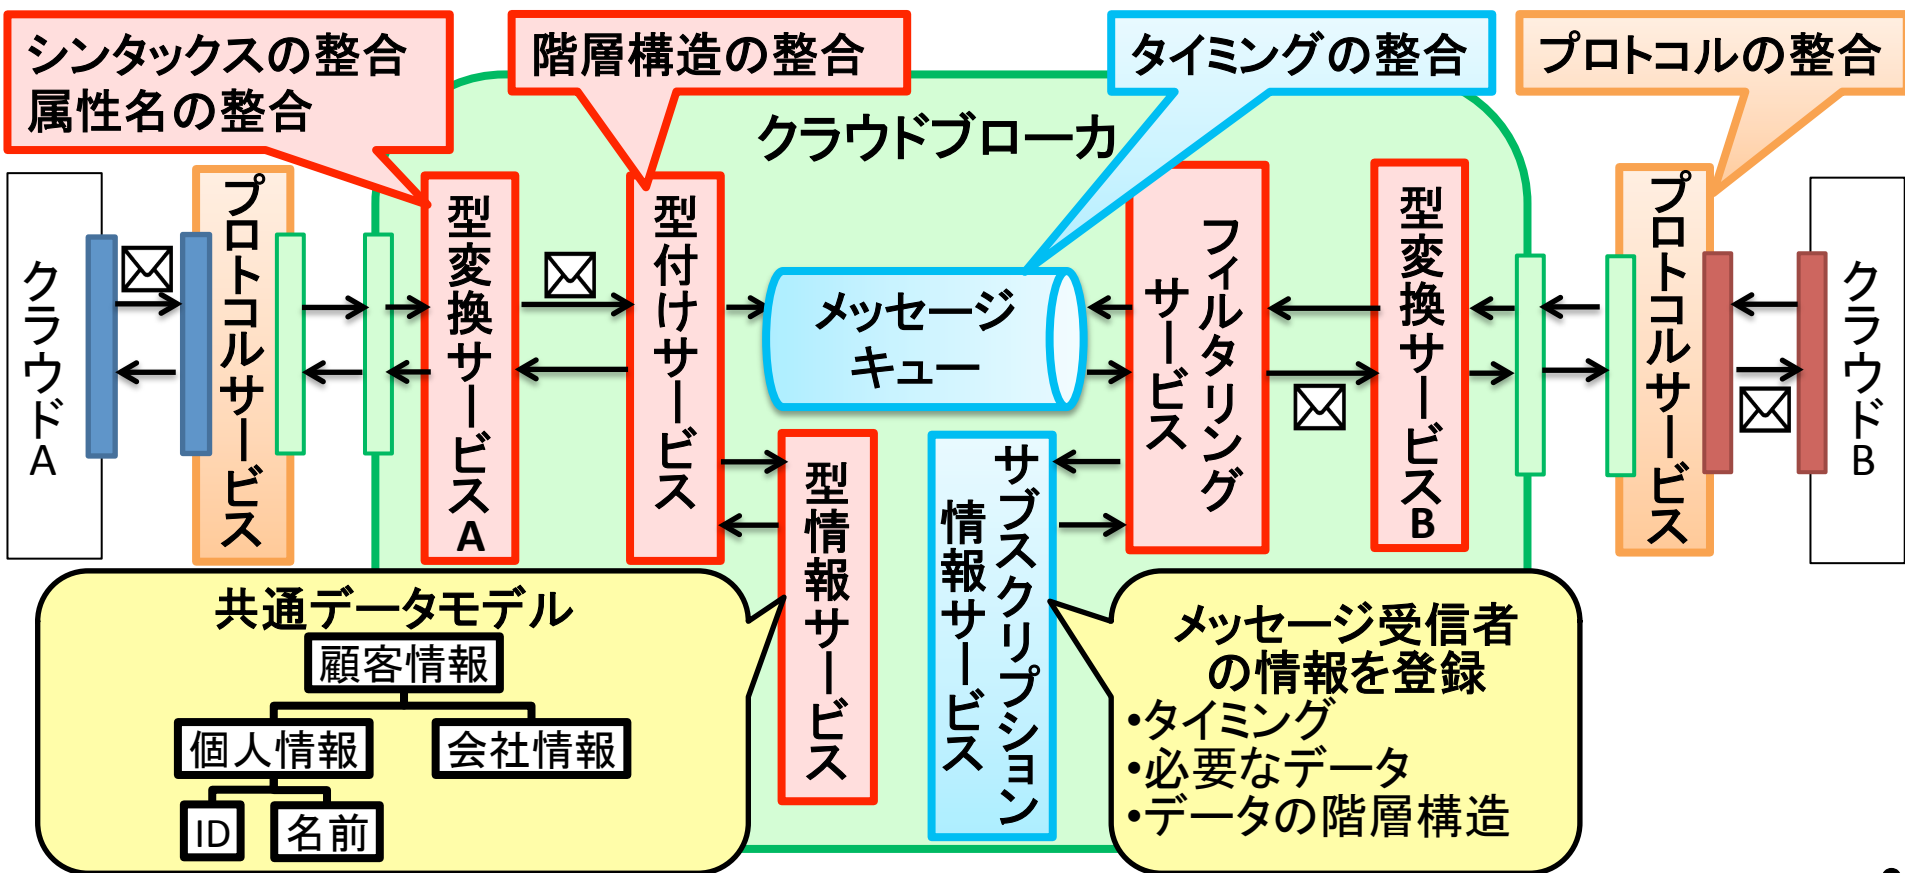 シンタックスの整合
属性名の整合
階層構造の整合
タイミングの整合
プロトコルの整合
クラウドブローカ
クラウドA
プロトコルサービス
型変換サービスA
型付けサービス
メッセージ
キュー
フィルタリング
サービス
型変換サービスB
プロトコルサービス
クラウドB
型情報サービス
サブスクリプション
情報サービス
共通データモデル
顧客情報
個人情報
会社情報
ID
名前
メッセージ受信者
の情報を登録
•タイミング
•必要なデータ
•データの階層構造